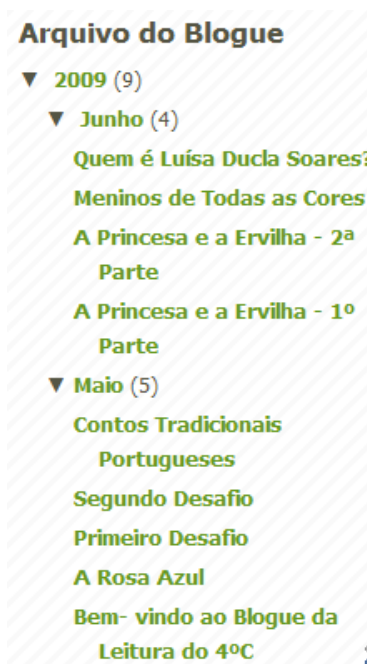 Arquivo do Blogue
▼ 2009 (9)
▼ Junho (4)
Quem é Luísa Ducla Soares?
Meninos de Todas as Cores
A Princesa e a Ervilha - 2ª
Parte
A Princesa e a Ervilha - 1º
Parte
▼ Maio (5)
Contos Tradicionais
Portugueses
Segundo Desafio
Primeiro Desafio
A Rosa Azul
Bem- vindo ao Blogue da
Leitura do 4ºC